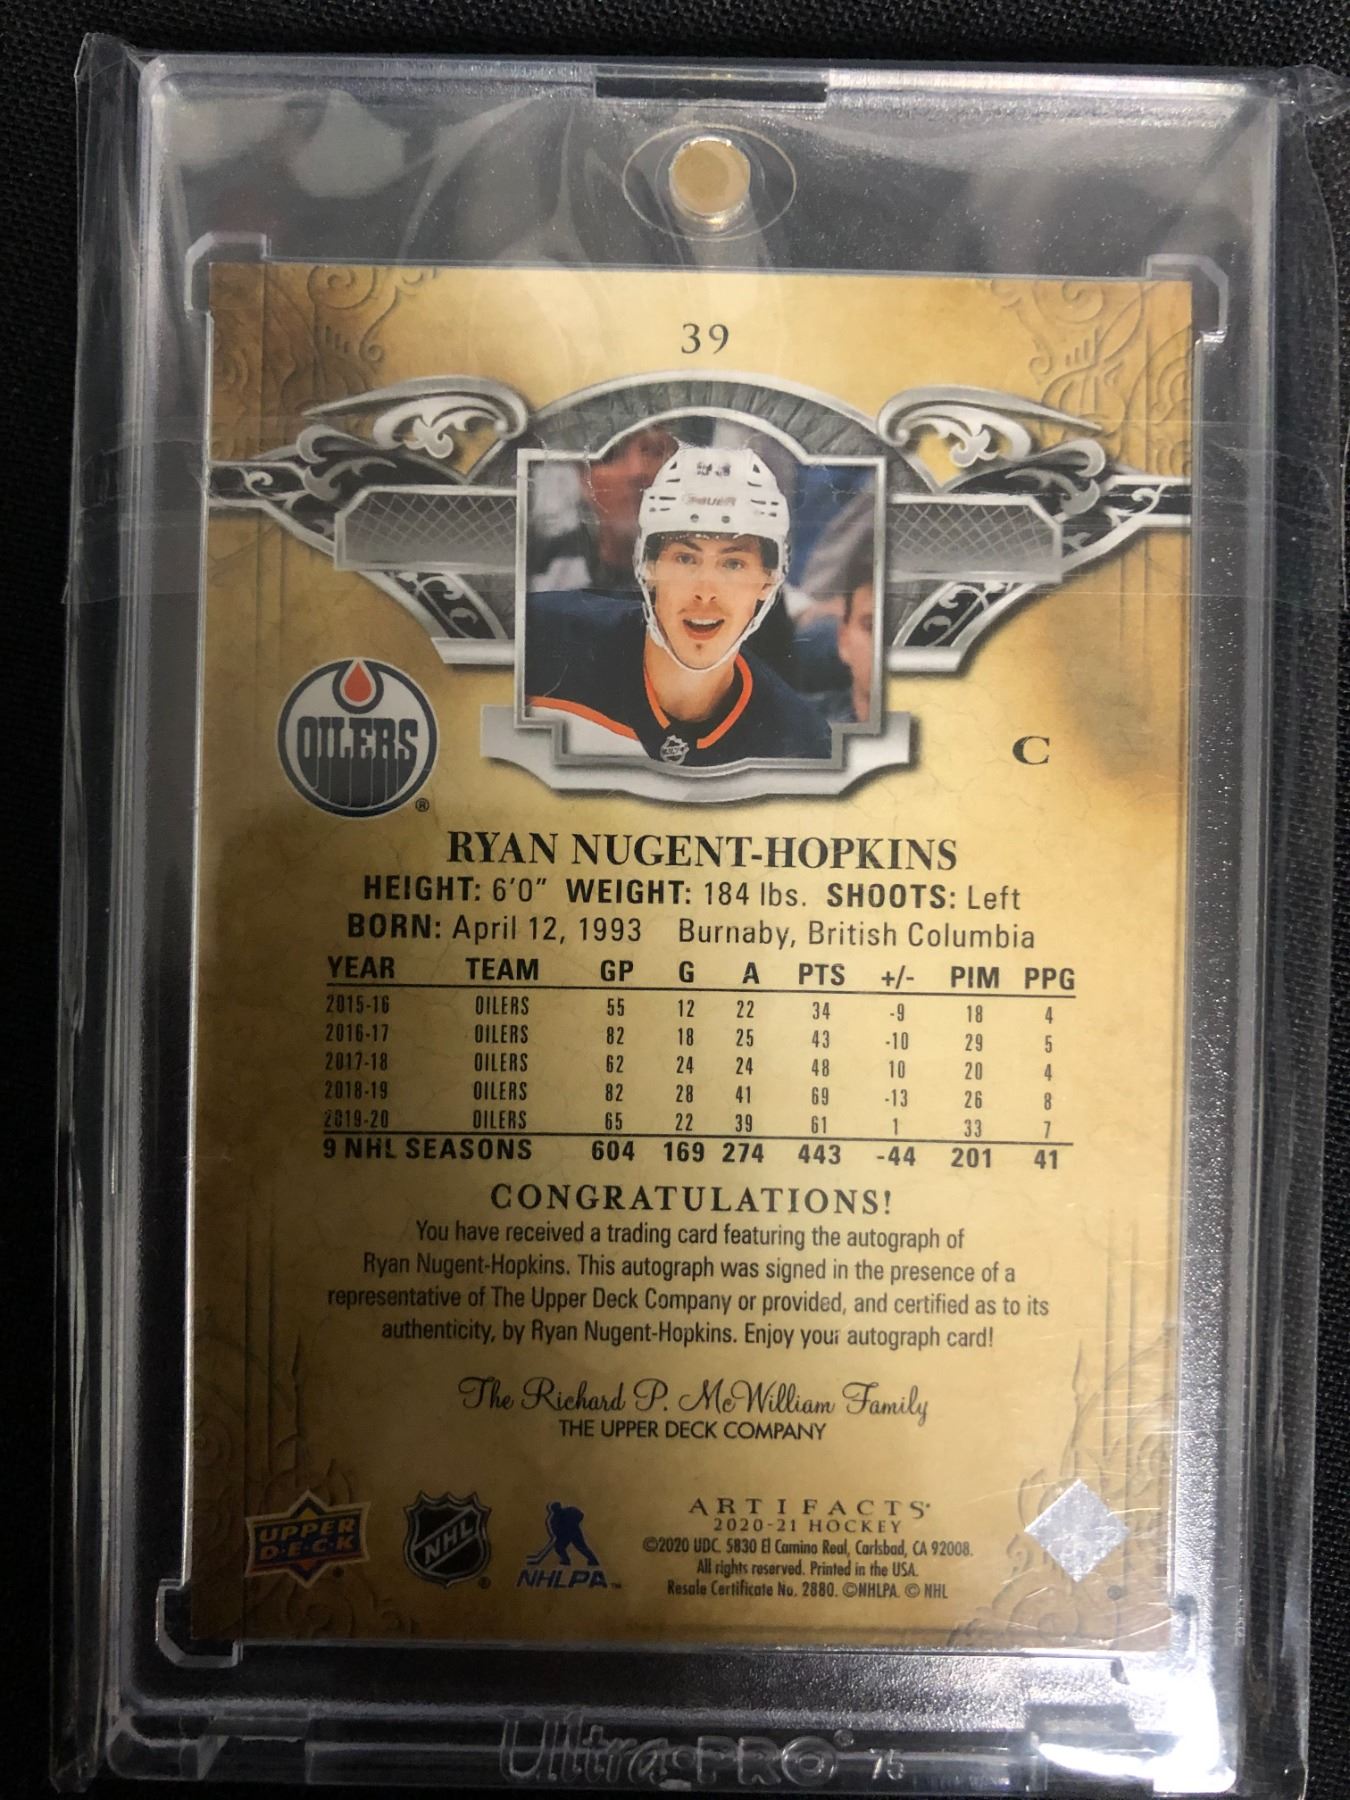 39
BAUER
OILERS
®
C
RYAN NUGENT-HOPKINS
HEIGHT: 6'0" WEIGHT: 184 lbs. SHOOTS: Left
BORN: April 12, 1993 Burnaby, British Columbia
YEAR TEAM GP G A PTS +/- PIM PPG
2015-16 OILERS 55 12 22 34 -9 18 4
2016-17 OILERS 82 18 25 43 -10 29 5
2017-18 OILERS 62 24 24 48 10 20 4
2018-19 OILERS 82 28 41 69 -13 26 8
2019-20 OILERS 65 22 39 61 1 33 7
9 NHL SEASONS 604 169 274 443 -44 201 41
CONGRATULATIONS!
You have received a trading card featuring the autograph of
Ryan Nugent-Hopkins. This autograph was signed in the presence of a
representative of The Upper Deck Company or provided, and certified as to its
authenticity, by Ryan Nugent-Hopkins. Enjoy your autograph card!
The Richard P. McWilliam Family
THE UPPER DECK COMPANY
UPPER DECK
NHL ®
NHLPA™
ARTIFACTS
2020-21 HOCKEY
©2020 UDC. 5830 El Camino Real, Carlsbad, CA 92008.
All rights reserved. Printed in the USA.
Resale Certificate No. 2880. ©NHLPA. © NHL
Ultra•PRO® 75